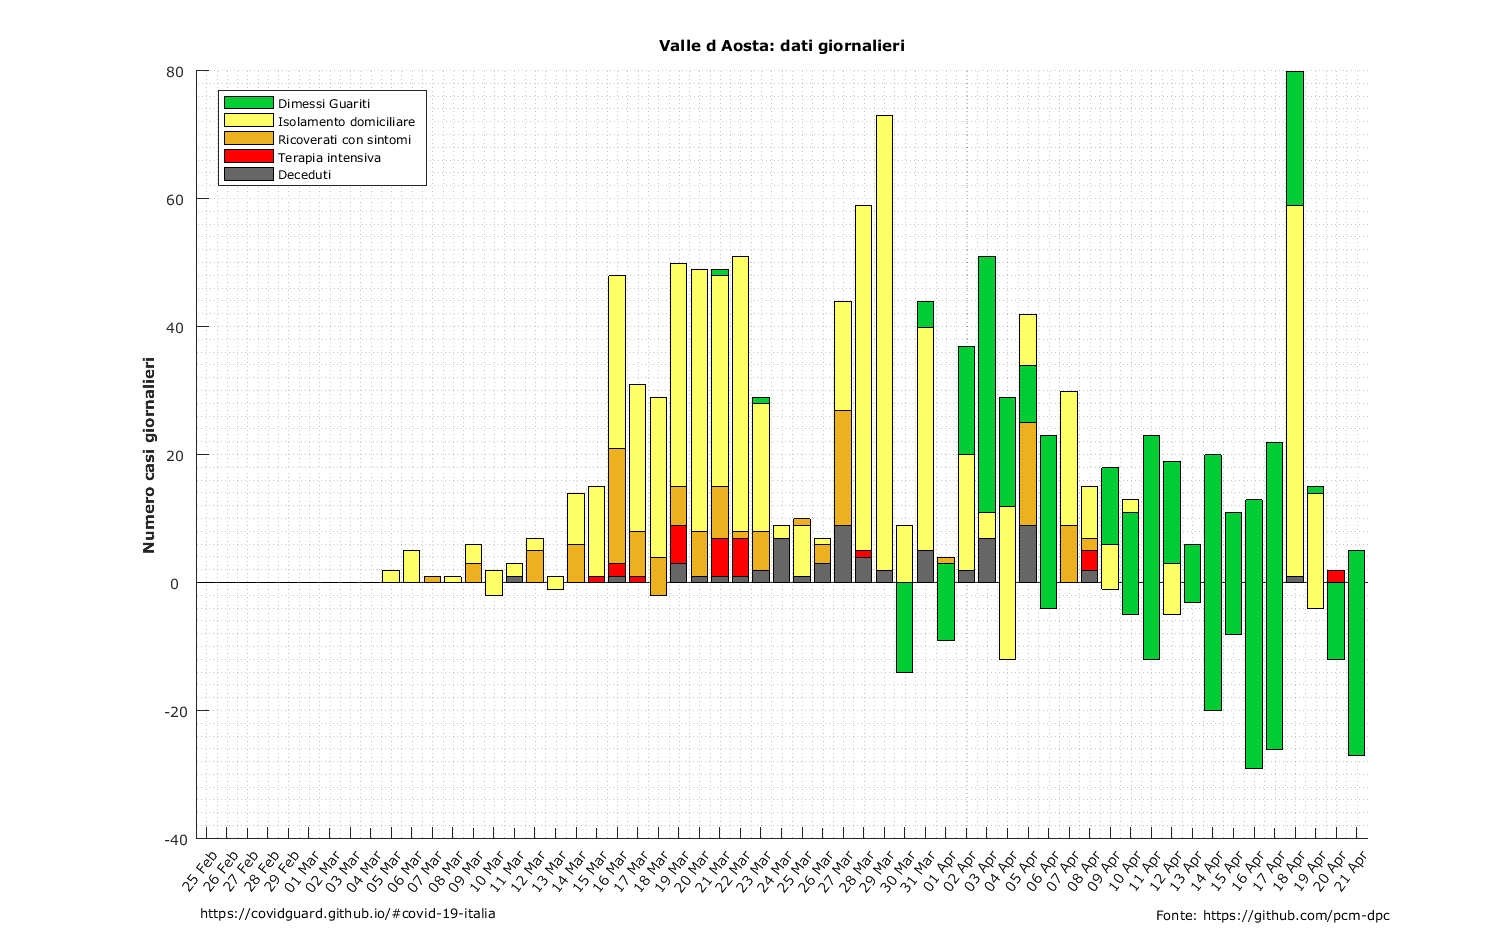 Valle d Aosta: dati giornalieri
80
60
40
20
0
-20
-40
Numero casi giornalieri
Dimessi Guariti
Isolamento domiciliare
Ricoverati con sintomi
Terapia intensiva
Deceduti
25 Feb
26 Feb
27 Feb
28 Feb
29 Feb
01 Mar
02 Mar
03 Mar
04 Mar
05 Mar
06 Mar
07 Mar
08 Mar
09 Mar
10 Mar
11 Mar
12 Mar
13 Mar
14 Mar
15 Mar
16 Mar
17 Mar
18 Mar
19 Mar
20 Mar
21 Mar
22 Mar
23 Mar
24 Mar
25 Mar
26 Mar
27 Mar
28 Mar
29 Mar
30 Mar
31 Mar
01 Apr
02 Apr
03 Apr
04 Apr
05 Apr
06 Apr
07 Apr
08 Apr
09 Apr
10 Apr
11 Apr
12 Apr
13 Apr
14 Apr
15 Apr
16 Apr
17 Apr
18 Apr
19 Apr
20 Apr
21 Apr
https://covidguard.github.io/#covid-19-italia
Fonte: https://github.com/pcm-dpc